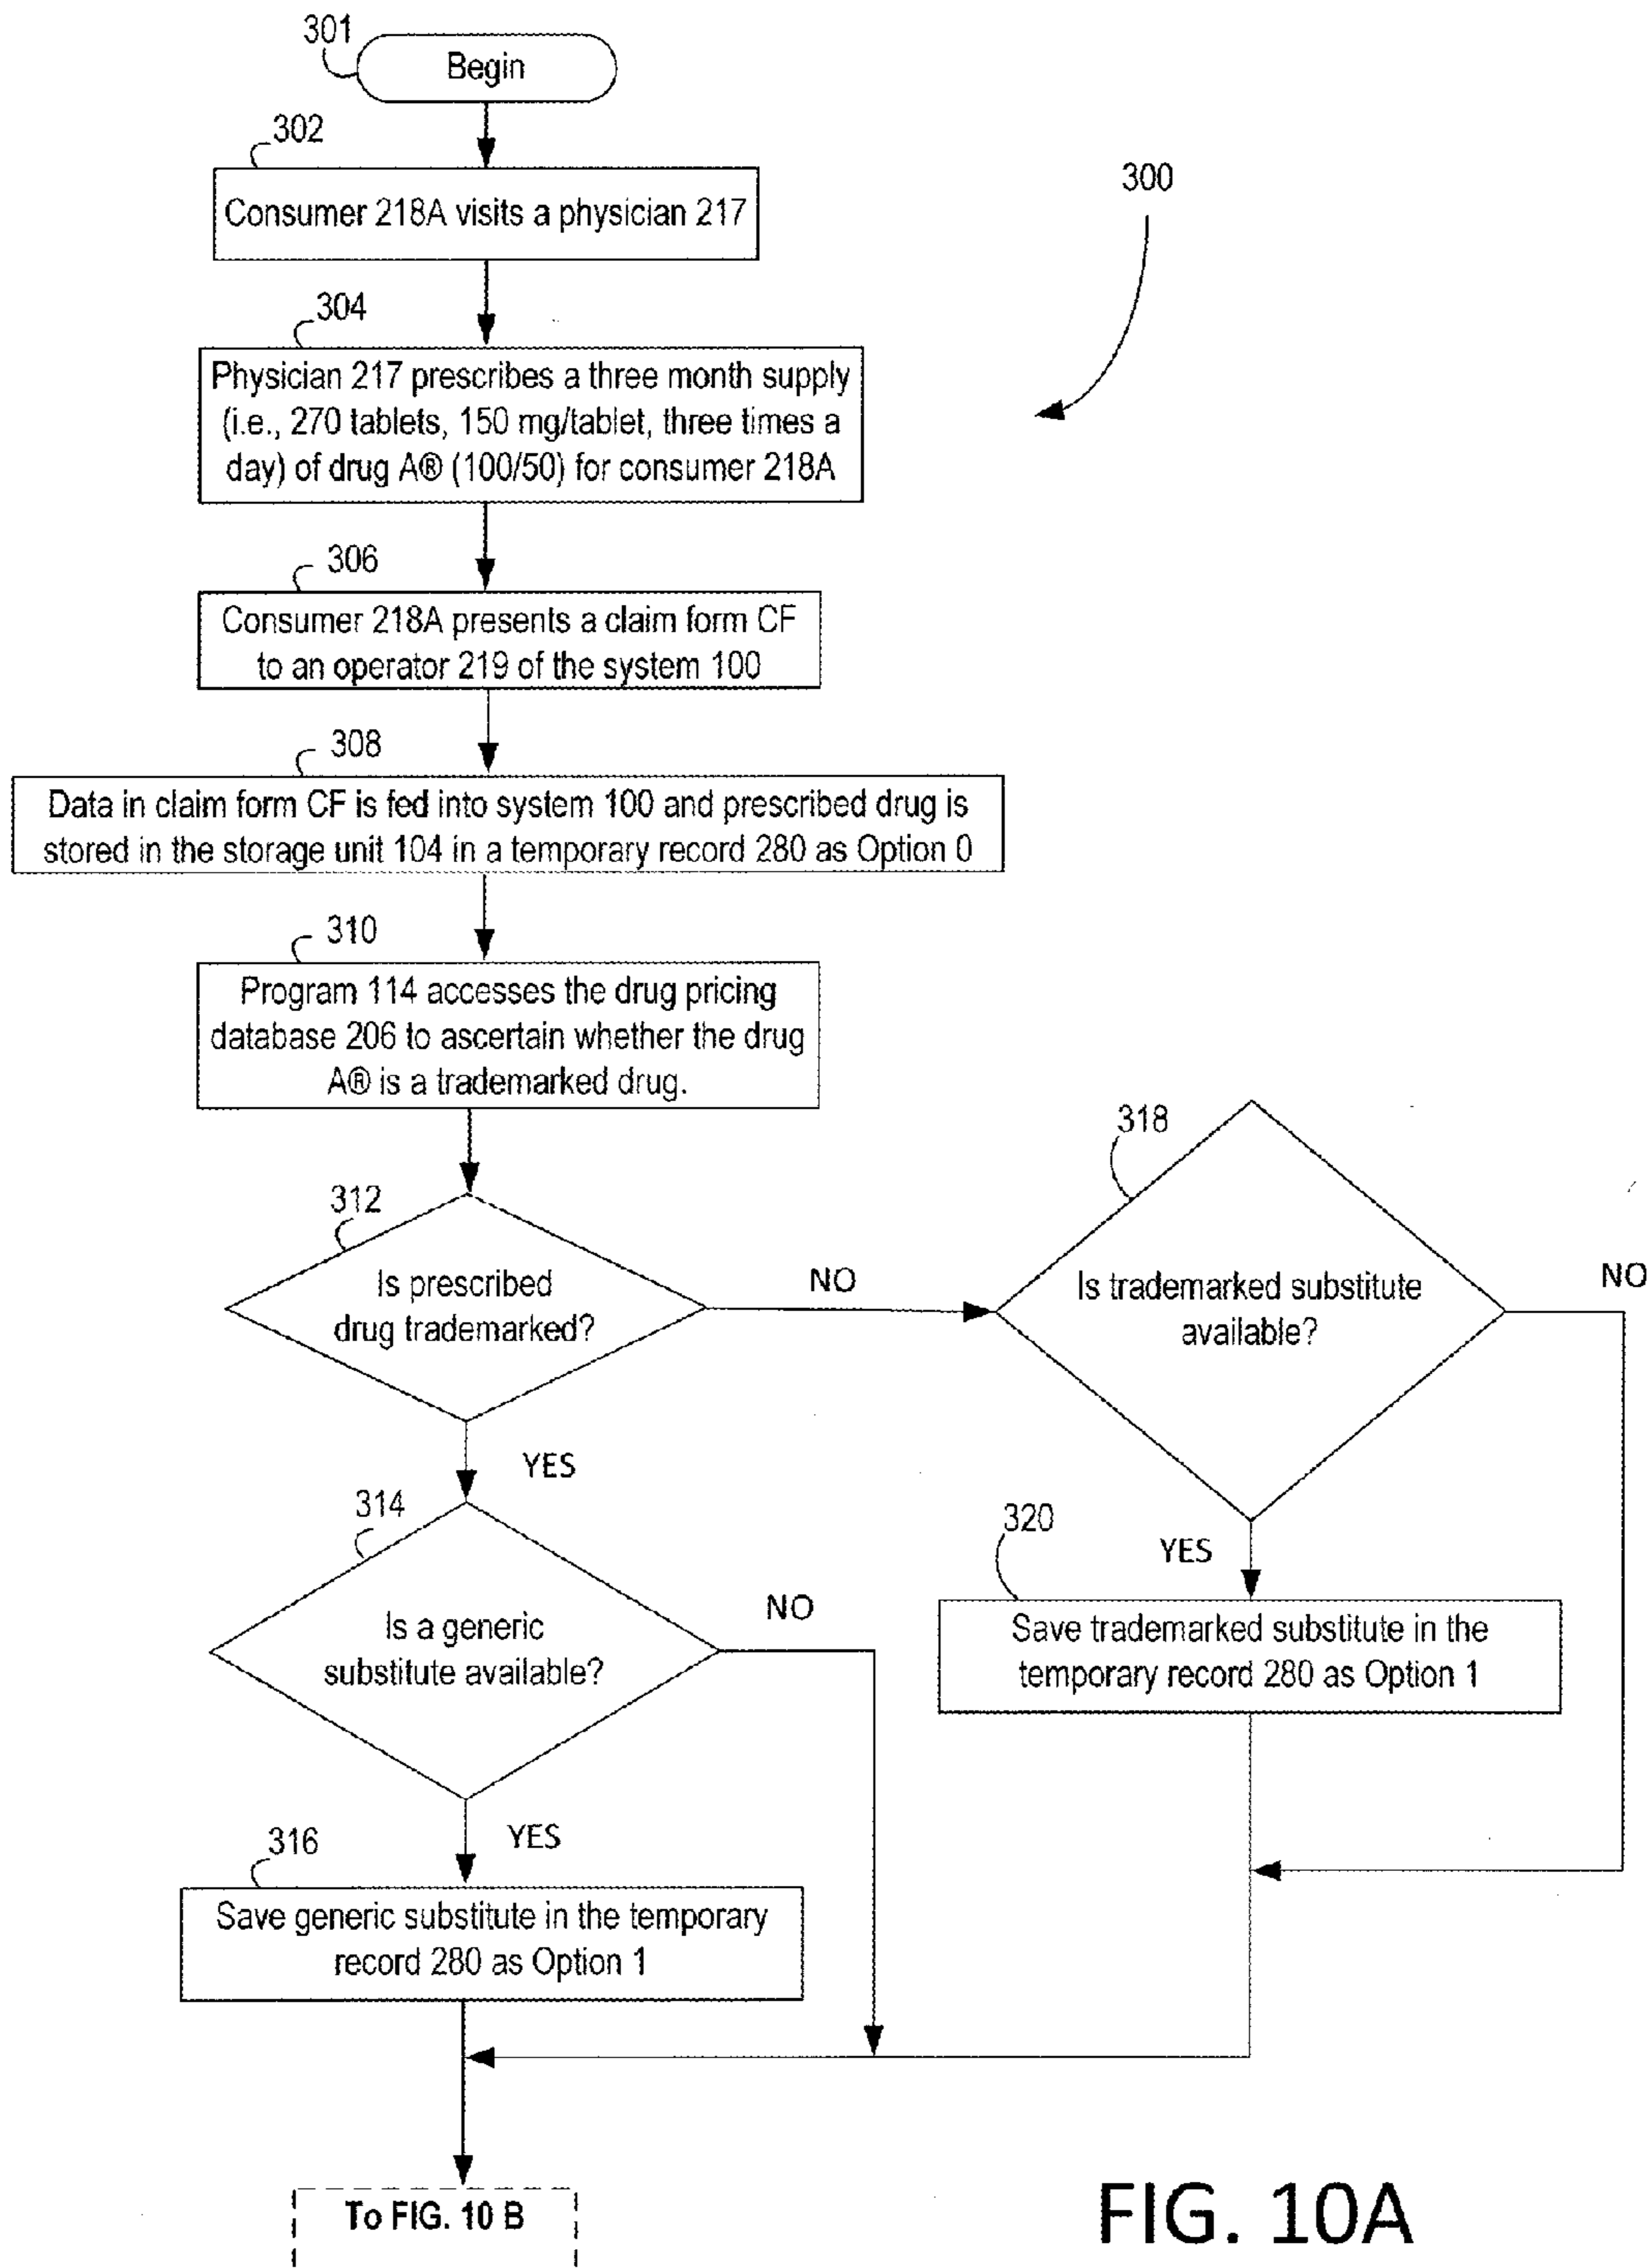 301
Begin
302
Consumer 218A visits a physician 217
300
304
Physician 217 prescribes a three month supply
(i.e., 270 tablets, 150 mg/tablet, three times a
day) of drug A® (100/50) for consumer 218A
306
Consumer 218A presents a claim form CF
to an operator 219 of the system 100
308
Data in claim form CF is fed into system 100 and prescribed drug is
stored in the storage unit 104 in a temporary record 280 as Option 0
310
Program 114 accesses the drug pricing
database 206 to ascertain whether the drug
A® is a trademarked drug.
312
Is prescribed
drug trademarked?
NO
318
Is trademarked substitute
available?
NO
YES
314
Is a generic
substitute available?
NO
YES
320
Save trademarked substitute in the
temporary record 280 as Option 1
YES
316
Save generic substitute in the temporary
record 280 as Option 1
To FIG. 10 B
FIG. 10A